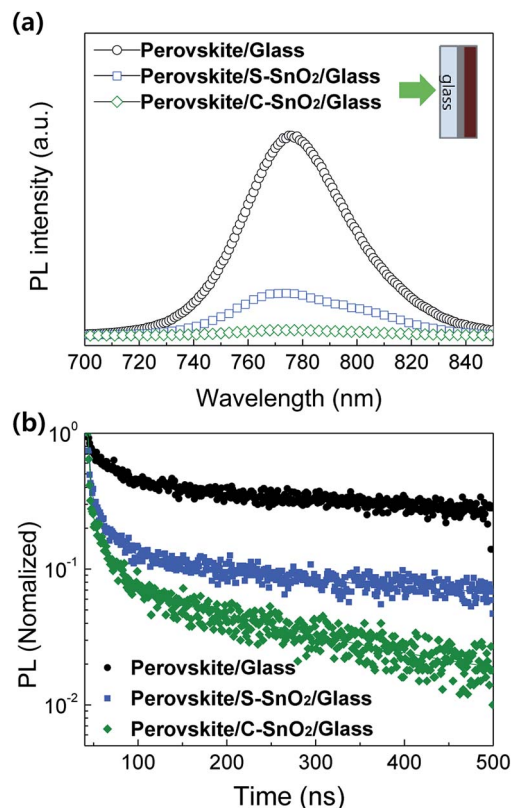 (a)
Perovskite/Glass
Perovskite/S-SnO₂/Glass
Perovskite/C-SnO₂/Glass
glass
PL intensity (a.u.)
700 720 740 760 780 800 820 840
Wavelength (nm)
(b)
10⁰
10⁻¹
10⁻²
PL (Nomalized)
Perovskite/Glass
Perovskite/S-SnO₂/Glass
Perovskite/C-SnO₂/Glass
100 200 300 400 500
Time (ns)